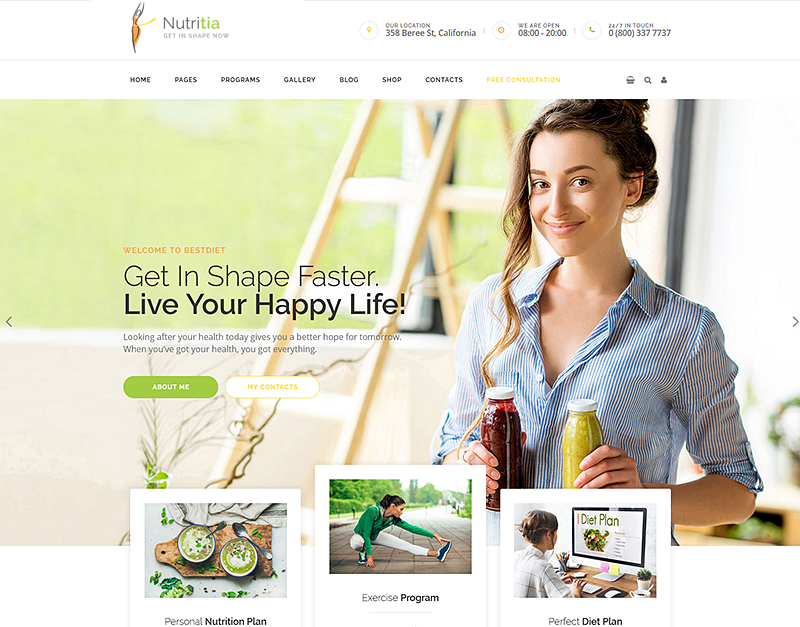 Nutritia
GET IN SHAPE NOW
OUR LOCATION
358 Beree St, California
WE ARE OPEN
08:00 - 20:00
24/7 IN TOUCH
0 (800) 337 7737
HOME PAGES PROGRAMS GALLERY BLOG SHOP CONTACTS FREE CONSULTATION
WELCOME TO BESTDIET
Get In Shape Faster.
Live Your Happy Life!
Looking after your health today gives you a better hope for tomorrow.
When you've got your health, you got everything.
ABOUT ME
MY CONTACTS
Diet Plan
Personal Nutrition Plan
Exercise Program
Perfect Diet Plan